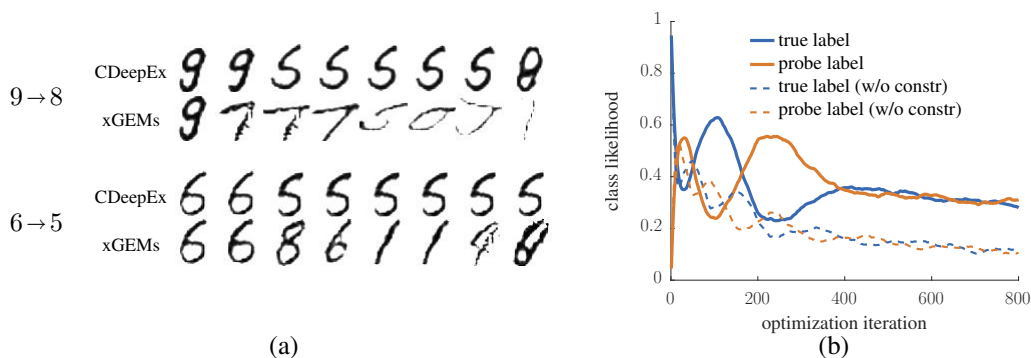 9→8
CDeepEx
xGEMs
6→5
CDeepEx
xGEMs
(a)
class likelihood
1
0.8
0.6
0.4
0.2
0
0
200
400
600
800
optimization iteration
true label
probe label
true label (w/o constr)
probe label (w/o constr)
(b)